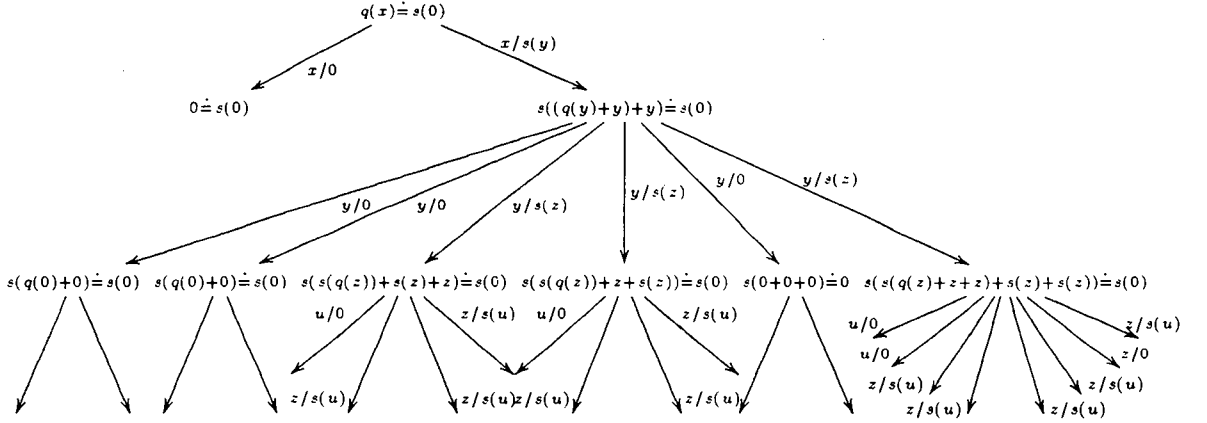 q(x)≐s(0)
x/0
x/s(y)
0≐s(0)
s((q(y)+y)+y)≐s(0)
y/0
y/0
y/s(z)
y/s(z)
y/0
y/s(z)
s(q(0)+0)≐s(0)
s(q(0)+0)≐s(0)
s(s(q(z))+s(z)+z)≐s(0)
s(s(q(z))+z+s(z))≐s(0)
s(0+0+0)≐0
s(s(q(z)+z+z)+s(z)+s(z))≐s(0)
u/0
z/s(u)
u/0
z/s(u)
u/0
z/s(u)
u/0
z/0
z/s(u)
z/s(u)
z/s(u)
z/s(u)
z/s(u)
z/s(u)
z/s(u)
z/s(u)